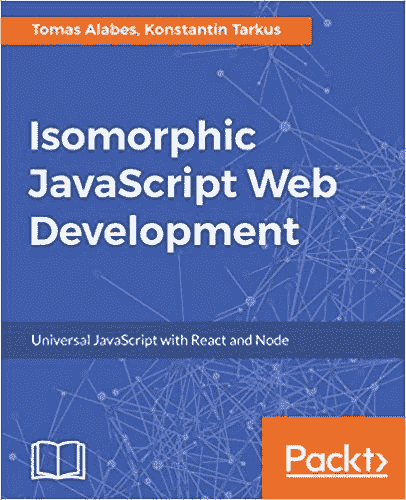 Tomas Alabes, Konstantin Tarkus
Isomorphic
JavaScript Web
Development
Universal JavaScript with React and Node
Packt>